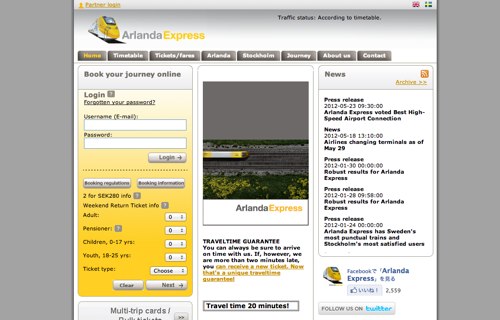 Partner login
Traffic status: According to timetable.
Arlanda Express
Home
Timetable
Tickets/fares
Arlanda
Stockholm
Journey
About us
Contact
Book your journey online
Login ?
Forgotten your password?
Username (E-mail):
Password:
Login
Booking regulations
Booking information
2 for SEK280 info ?
Weekend Return Ticket info ?
Adult: 0
Pensioner: ? 0
Children, 0-17 yrs: 0
Youth, 18-25 yrs: 0
Ticket type: Choose
Clear
Next
Multi-trip cards /
Bulk tickets
>>
ArlandaExpress
TRAVELTIME GUARANTEE
You can always be sure to arrive
on time with us. If, however, we
are more than two minutes late,
you can receive a new ticket. Now
that's a unique traveltime
guarantee!
Travel time 20 minutes!
News
Archive >>
Press release
2012-05-23 09:30:00
Arlanda Express voted Best High-
Speed Airport Connection
News
2012-05-18 13:10:00
Airlines changing terminals as of
May 29
Press release
2012-01-30 00:00:00
Robust results for Arlanda
Express
Press release
2012-01-28 09:58:00
Robust results for Arlanda
Express
Press release
2012-01-24 00:00:00
Arlanda Express has Sweden's
most punctual trains and
Stockholm's most satisfied users
Facebookで「Arlanda
Express」を見る
いいね！ 2,559
FOLLOW US ON twitter